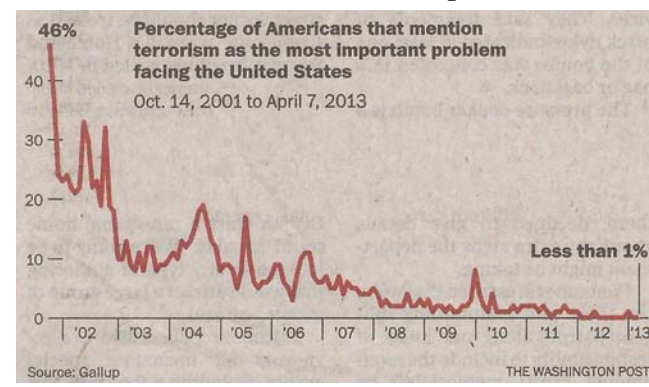 46%
Percentage of Americans that mention
terrorism as the most important problem
facing the United States
Oct. 14, 2001 to April 7, 2013
40
30
20
10
0
Less than 1%
'02 '03 '04 '05 '06 '07 '08 '09 '10 '11 '12 '13
Source: Gallup
THE WASHINGTON POST